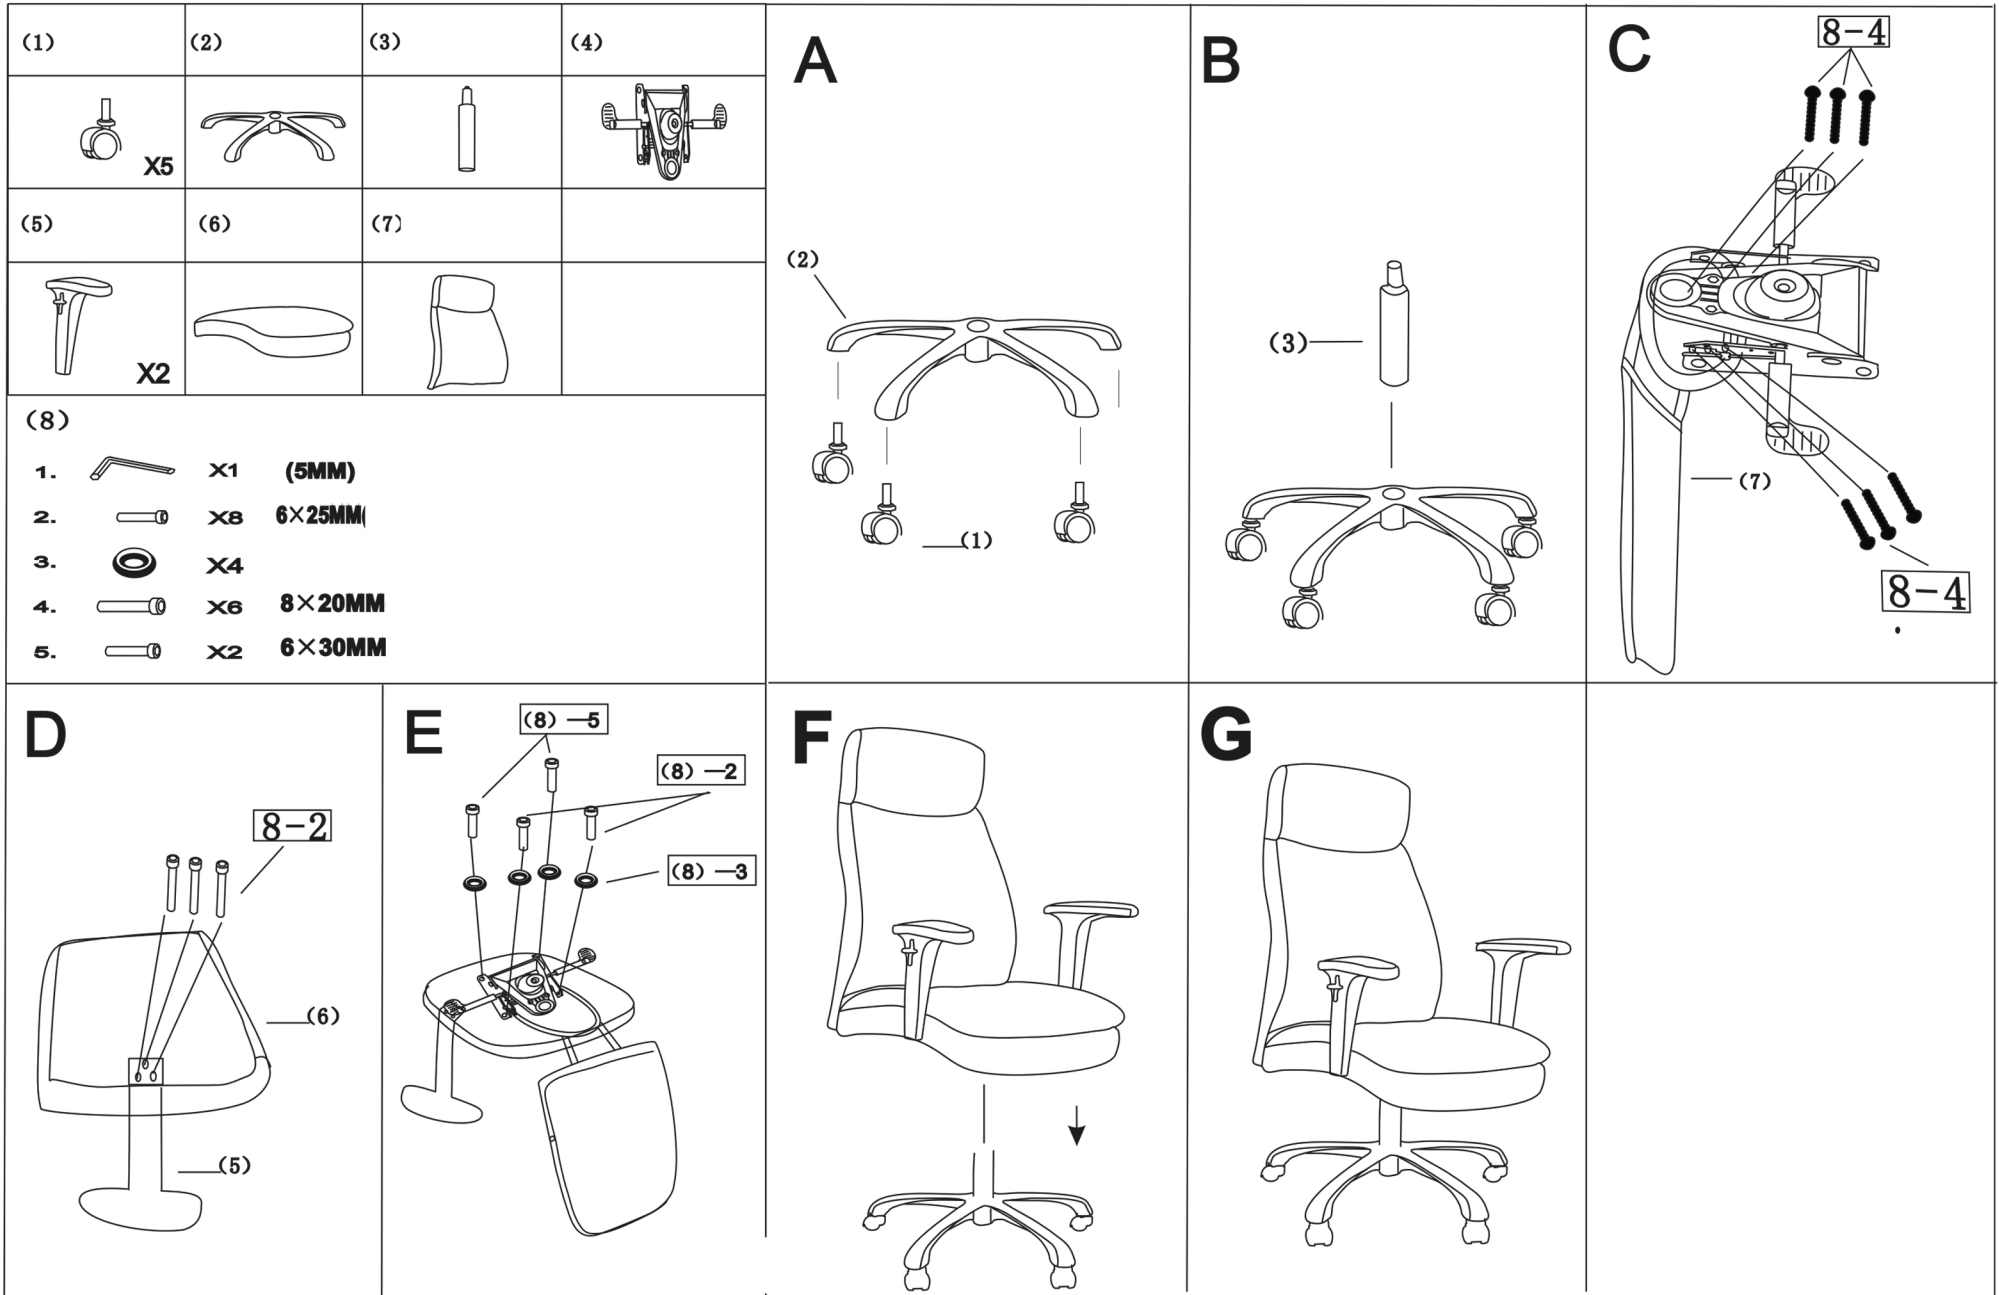 (1) (2) (3) (4)
X5
(5) (6) (7)
X2
(8)
1. X1 (5MM)
2. X8 6×25MM(
3. X4
4. X6 8×20MM
5. X2 6×30MM
A
(2)
(1)
B
(3)
C
8-4
(7)
8-4
D
8-2
(6)
(5)
E
(8) —5
(8) —2
(8) —3
F
G